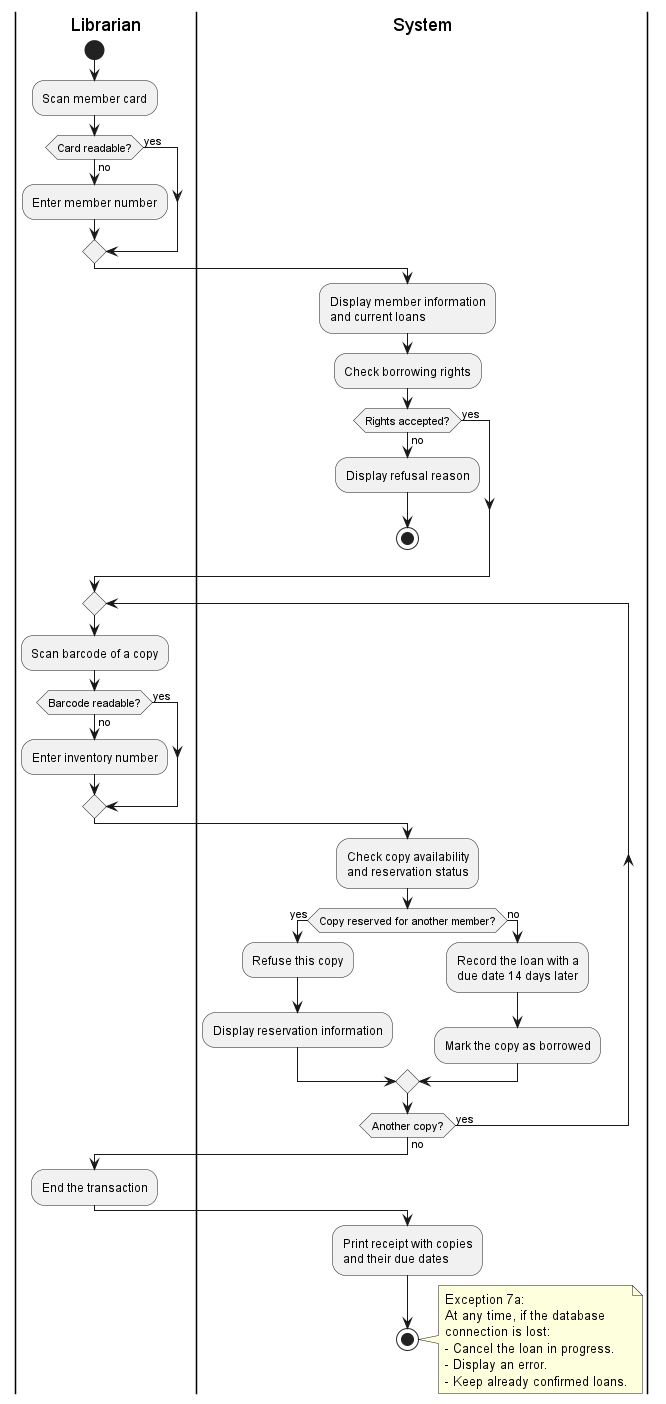 Librarian
System
Scan member card
Card readable?
yes
no
Enter member number
Display member information
and current loans
Check borrowing rights
Rights accepted?
yes
no
Display refusal reason
Scan barcode of a copy
Barcode readable?
yes
no
Enter inventory number
Check copy availability
and reservation status
yes
Copy reserved for another member?
no
Refuse this copy
Display reservation information
Record the loan with a
due date 14 days later
Mark the copy as borrowed
Another copy?
yes
no
End the transaction
Print receipt with copies
and their due dates
Exception 7a:
At any time, if the database
connection is lost:
- Cancel the loan in progress.
- Display an error.
- Keep already confirmed loans.